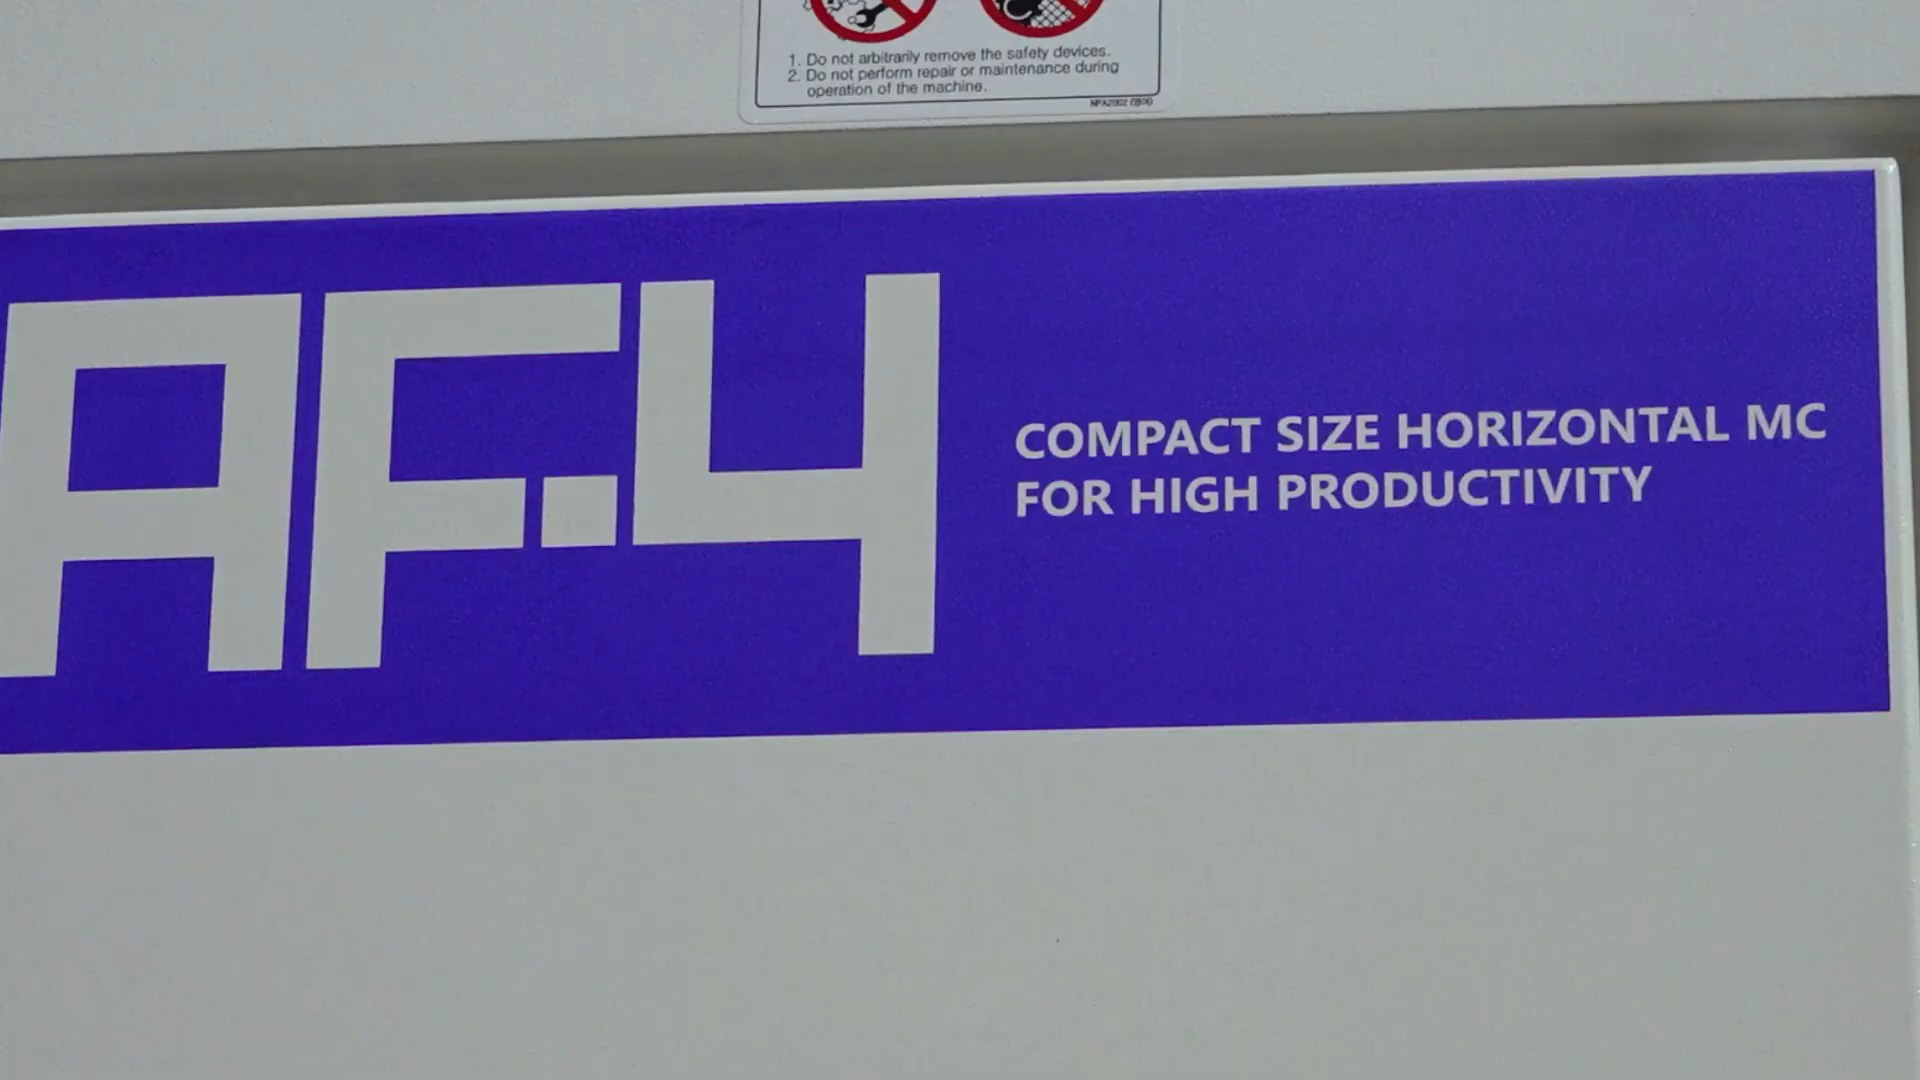 1. Do not arbitrarily remove the safety devices.
2. Do not perform repair or maintenance during
operation of the machine.
AF.4
COMPACT SIZE HORIZONTAL MC
FOR HIGH PRODUCTIVITY